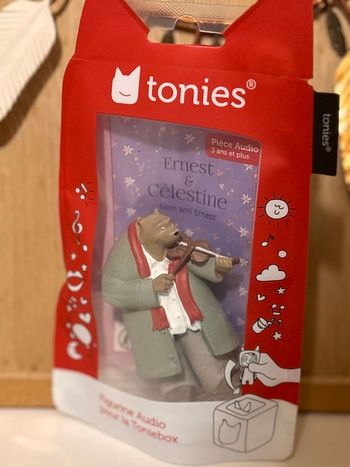 tonies®
tonies®
Pièce Audio
3 ans et plus
Ernest
&
Célestine
Mon ami Ernest
Figurine Audio
pour la Toniebox